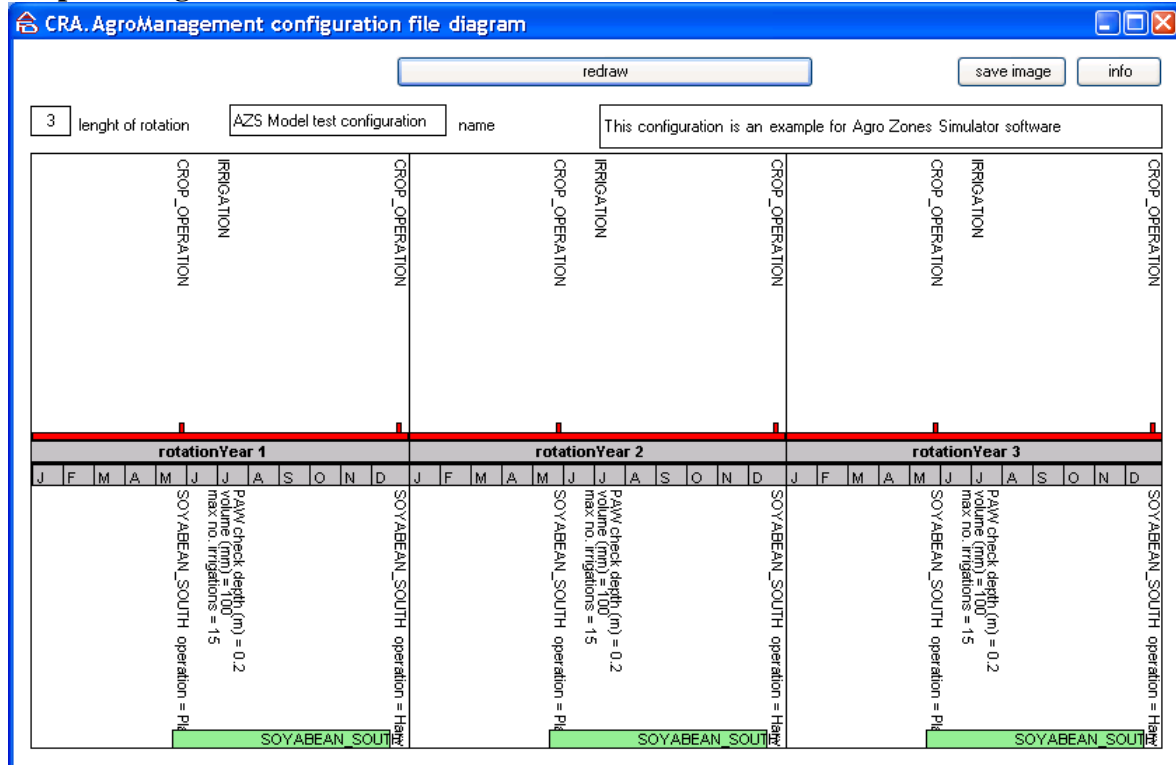 CRA.AgroManagement configuration file diagram
redraw
save image
info
3
lenght of rotation
AZS Model test configuration
name
This configuration is an example for Agro Zones Simulator software
CROP_OPERATION
IRRIGATION
CROP_OPERATION
CROP_OPERATION
IRRIGATION
CROP_OPERATION
CROP_OPERATION
IRRIGATION
CROP_OPERATION
rotationYear 1
rotationYear 2
rotationYear 3
J F M A M J J A S O N D J F M A M J J A S O N D J F M A M J J A S O N D
SOYABEAN_SOUTH operation = Pla
PAW check depth (m) = 0.2
volume (mm) = 100
max no. irrigations = 15
SOYABEAN_SOUTH operation = Harv
SOYABEAN_SOUTH operation = Pla
PAW check depth (m) = 0.2
volume (mm) = 100
max no. irrigations = 15
SOYABEAN_SOUTH operation = Harv
SOYABEAN_SOUTH operation = Pla
PAW check depth (m) = 0.2
volume (mm) = 100
max no. irrigations = 15
SOYABEAN_SOUTH operation = Harv
SOYABEAN_SOUTH
SOYABEAN_SOUTH
SOYABEAN_SOUTH